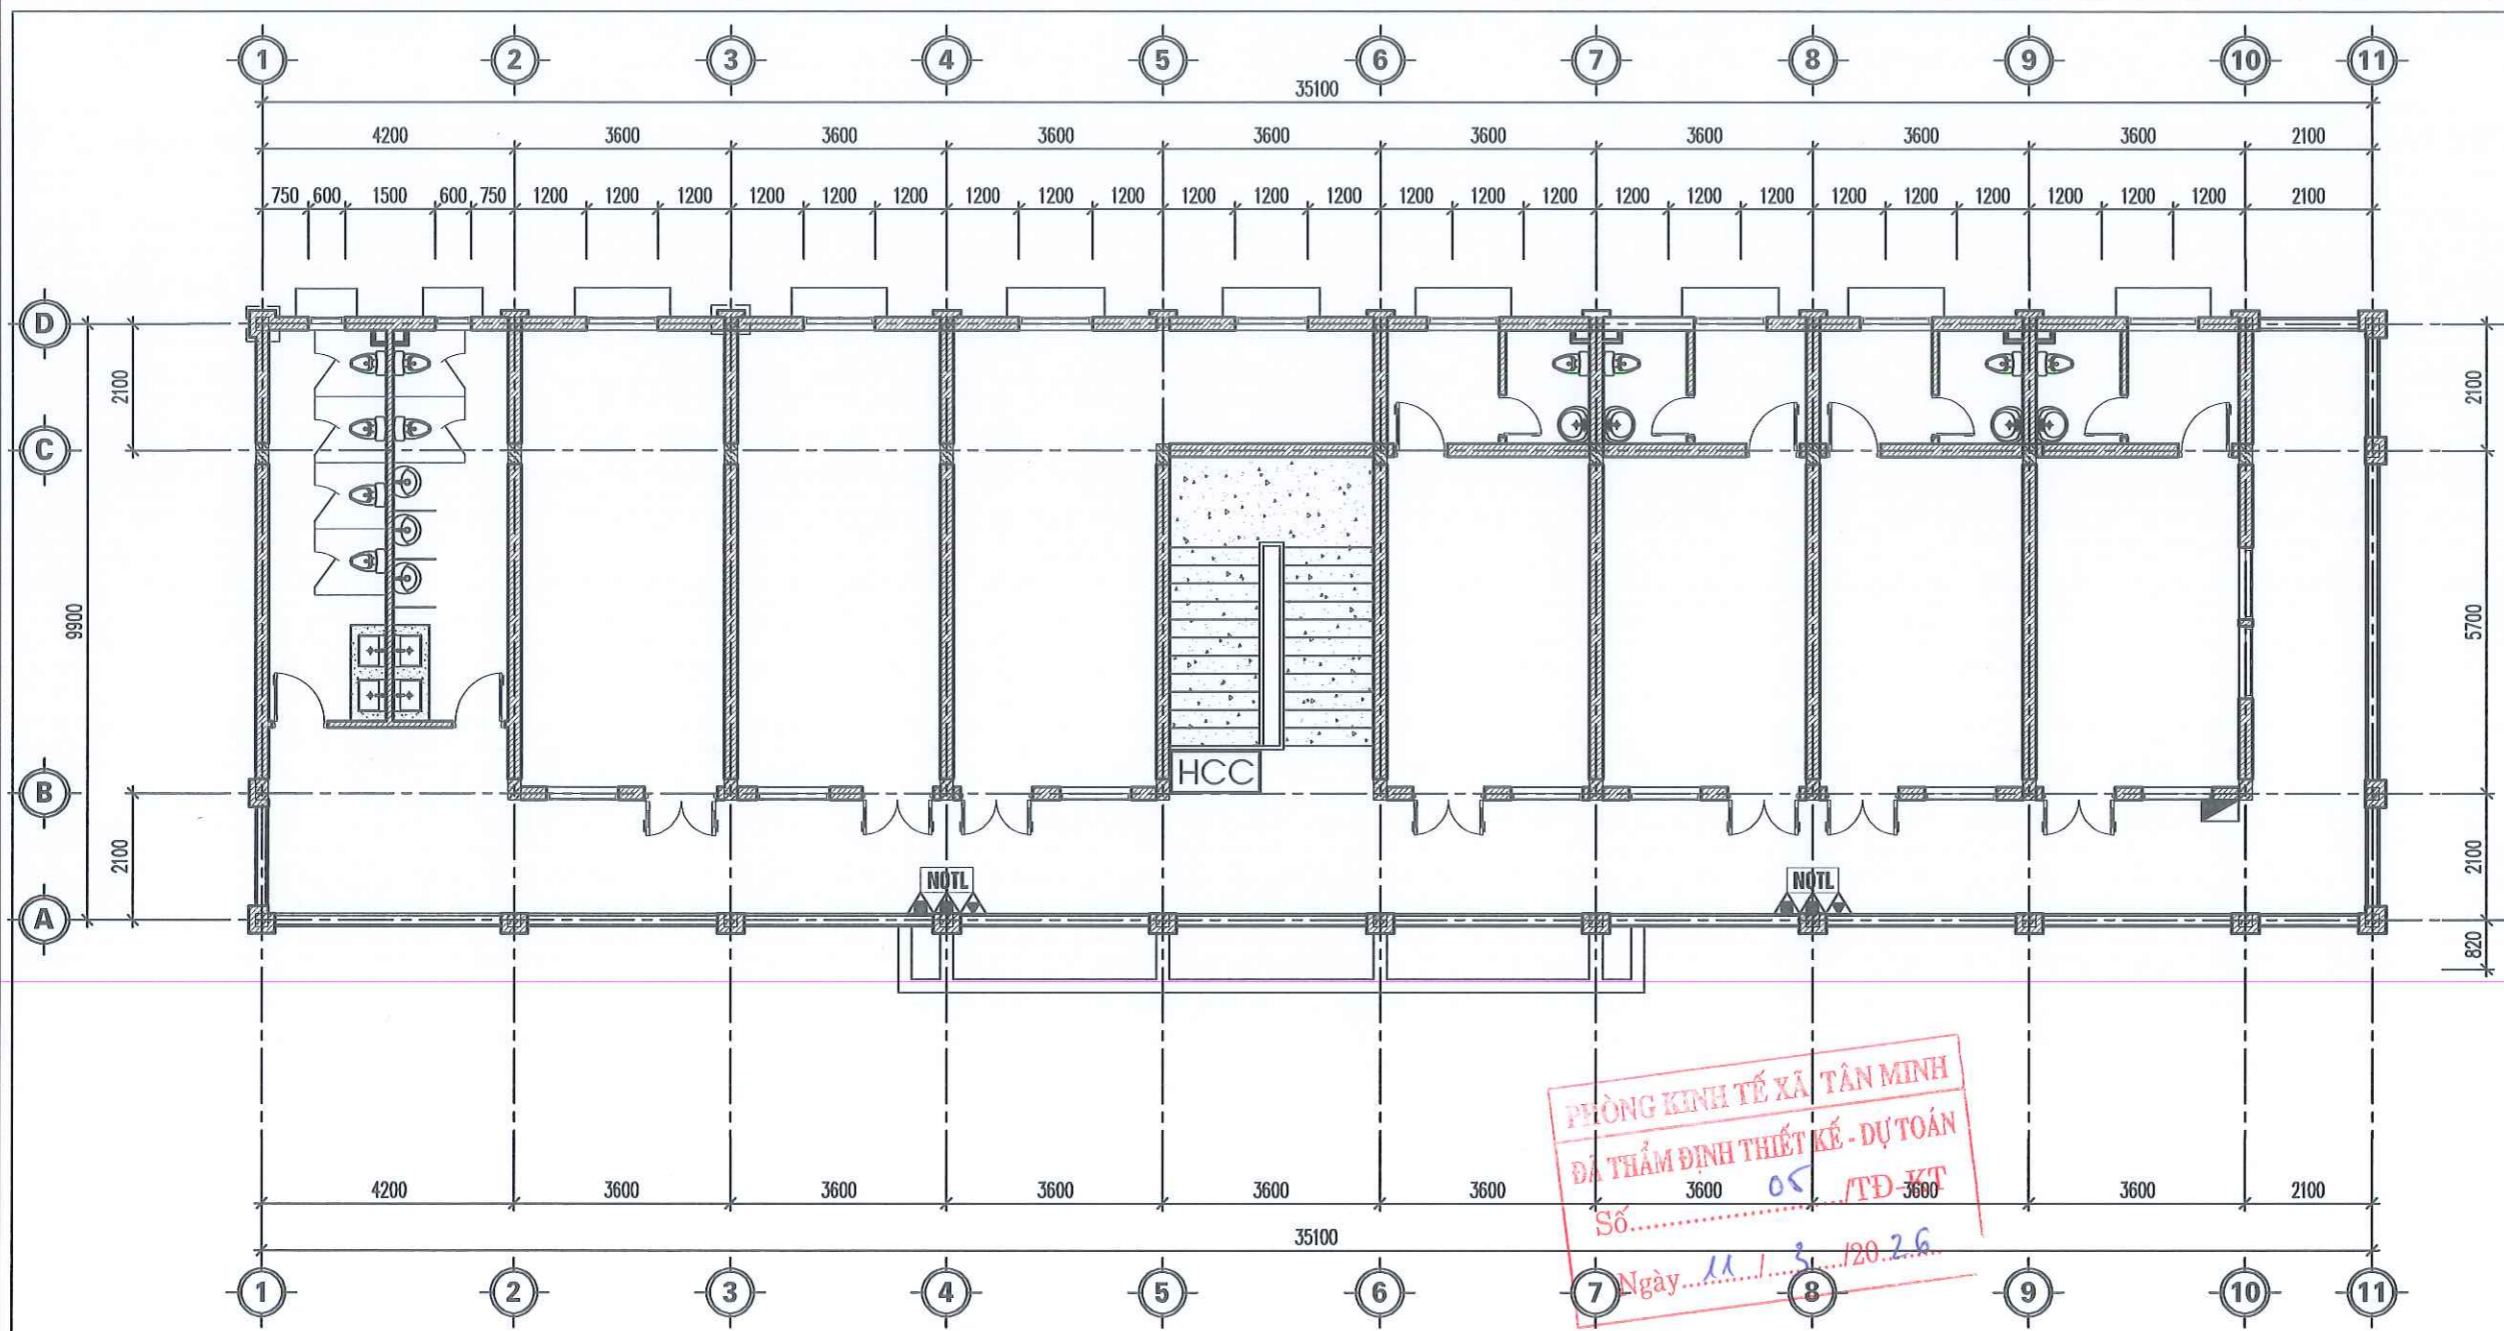 1 2 3 4 5 6 7 8 9 10 11
35100
4200 3600 3600 3600 3600 3600 3600 3600 3600 2100
750 600 1500 600 750 1200 1200 1200 1200 1200 1200 1200 1200 1200 1200 1200 1200 1200 1200 1200 1200 1200 1200 1200 1200 1200 1200 1200 1200 2100
D
2100 2100
C
9900 5700
HCC
B
2100 2100
NOTL NOTL
A
820
PHÒNG KINH TẾ XÃ TÂN MINH
ĐÃ THẨM ĐỊNH THIẾT KẾ - DỰ TOÁN
Số.....05...../TĐ-KT
Ngày...11.../...3.../20.26...
4200 3600 3600 3600 3600 3600 3600 3600 3600 2100
35100
1 2 3 4 5 6 7 8 9 10 11